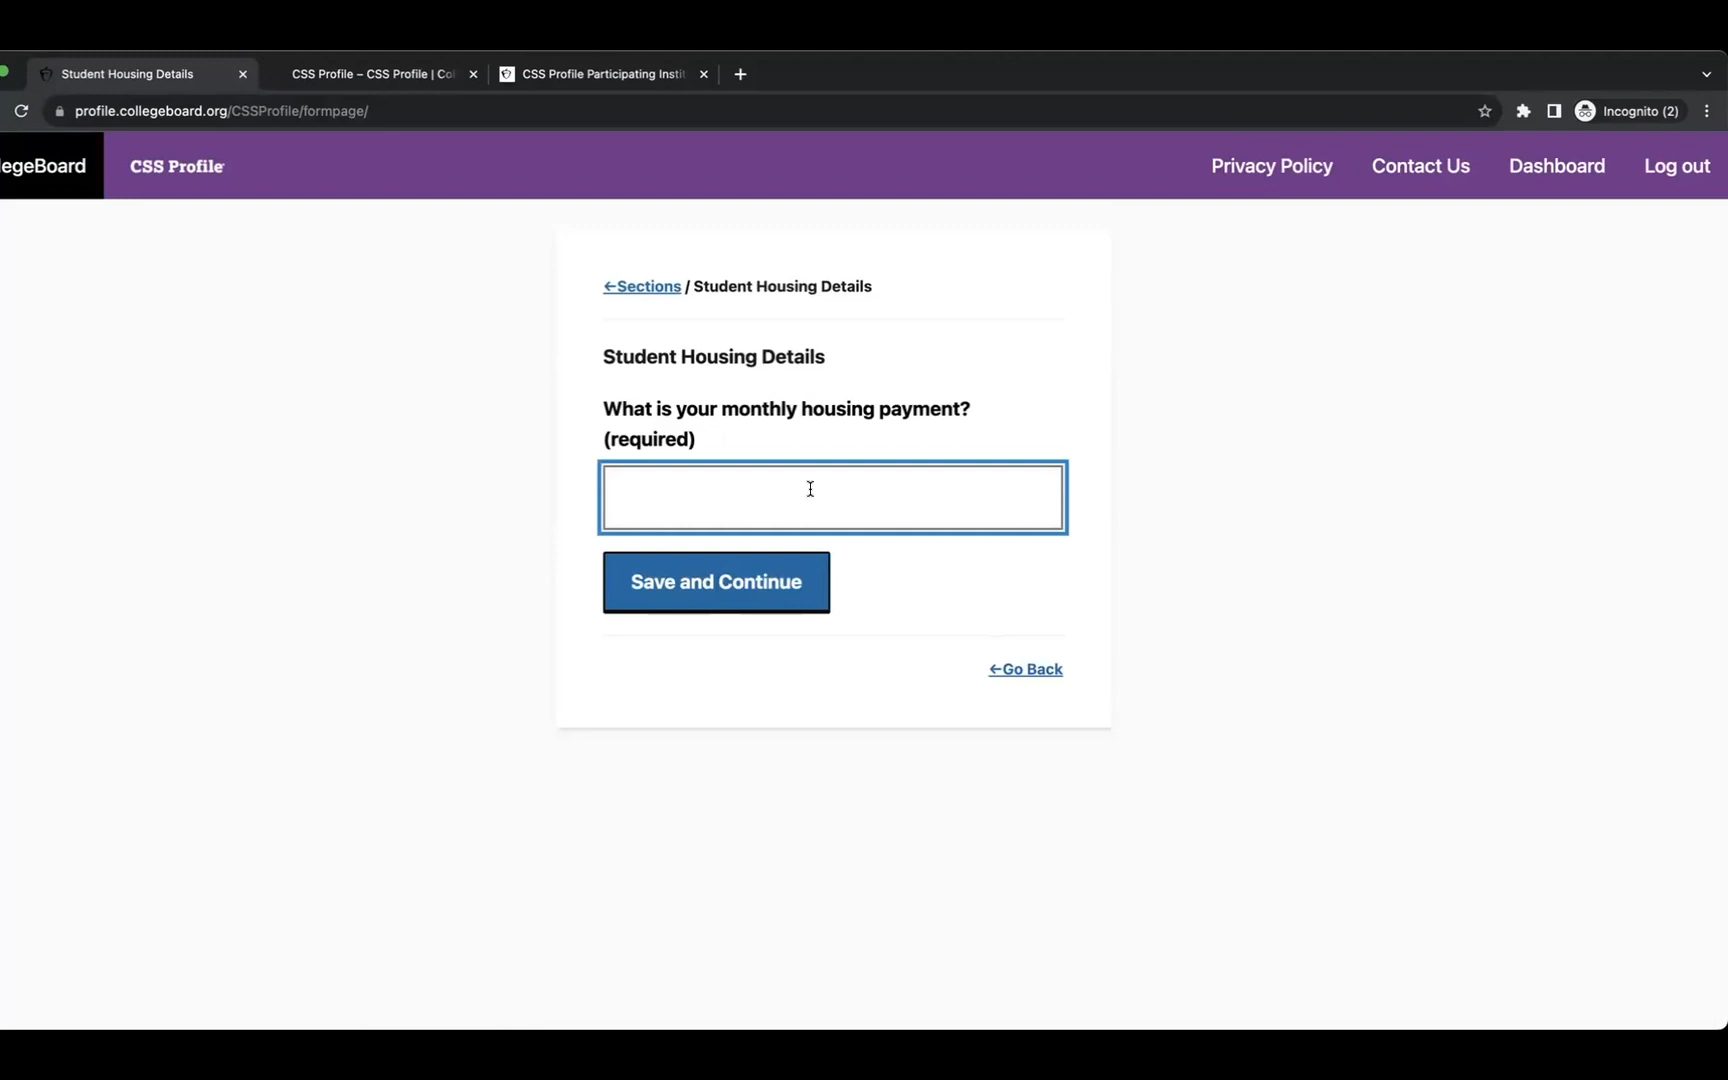 Student Housing Details
CSS Profile – CSS Profile | Co
CSS Profile Participating Insti
profile.collegeboard.org/CSSProfile/formpage/
Incognito (2)
legeBoard
CSS Profile
Privacy Policy
Contact Us
Dashboard
Log out
←Sections / Student Housing Details
Student Housing Details
What is your monthly housing payment?
(required)
Save and Continue
←Go Back